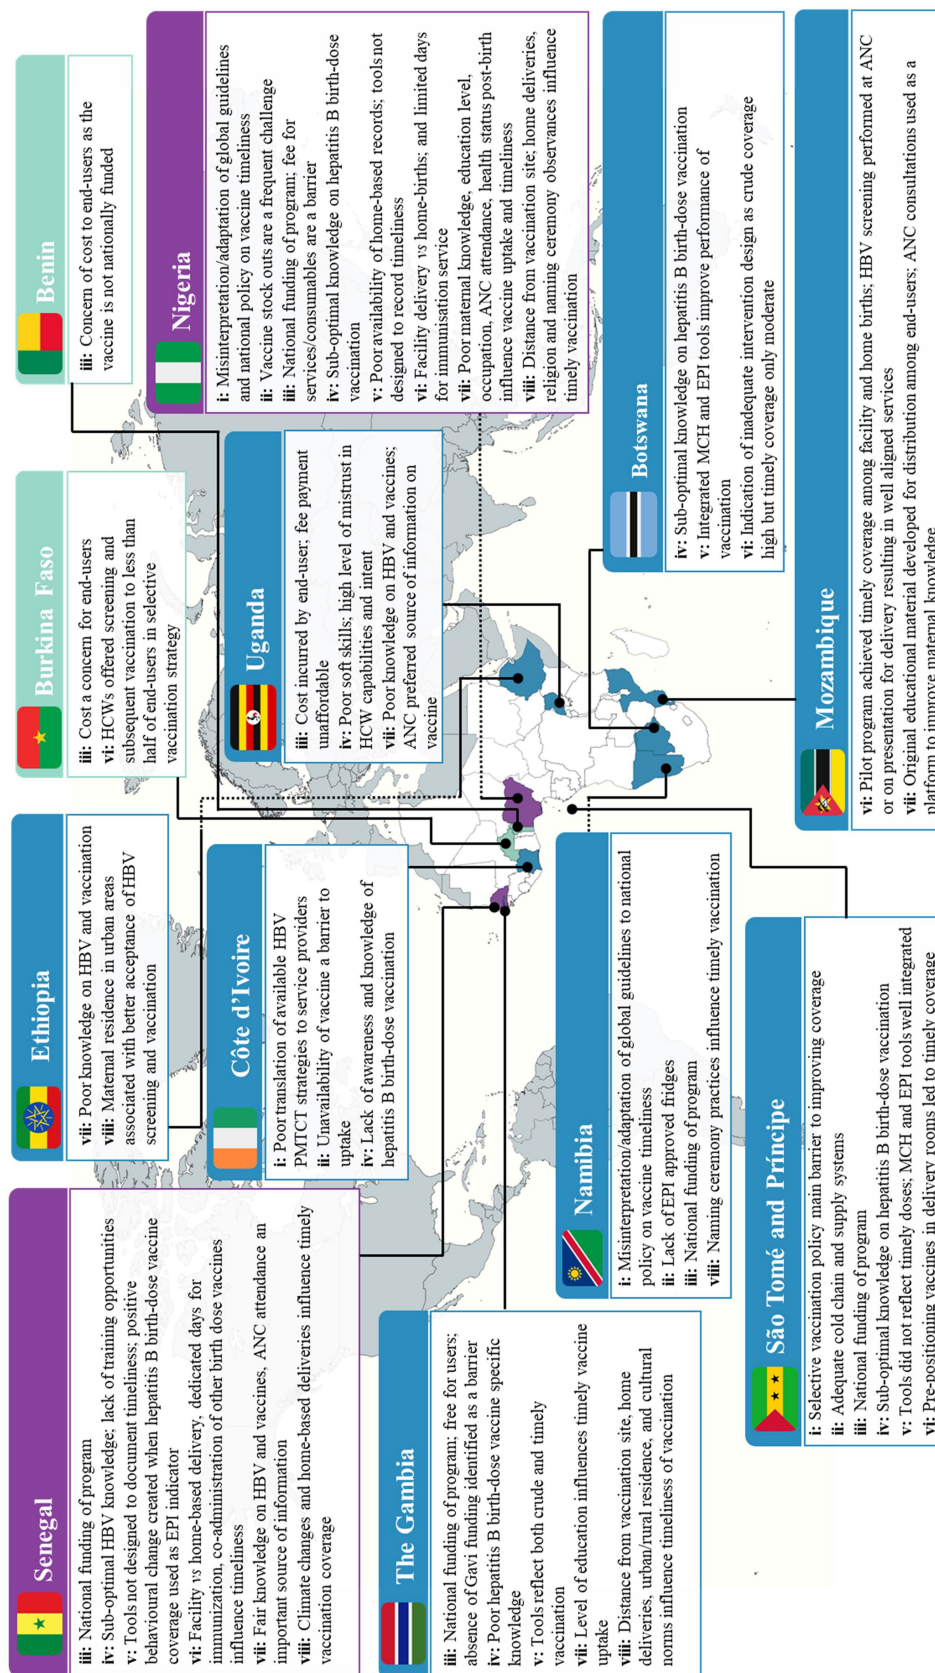 Senegal
iii: National funding of program
iv: Sub-optimal HBV knowledge; lack of training opportunities
v: Tools not designed to document timeliness; positive
behavioural change created when hepatitis B birth-dose vaccine
coverage used as EPI indicator
vi: Facility vs home-based delivery, dedicated days for
immunization, co-administration of other birth dose vaccines
influence timeliness
vii: Fair knowledge on HBV and vaccines, ANC attendance an
important source of information
viii: Climate changes and home-based deliveries influence timely
vaccination coverage
Ethiopia
vii: Poor knowledge on HBV and vaccination
viii: Maternal residence in urban areas
associated with better acceptance of HBV
screening and vaccination
Burkina Faso
iii: Cost a concern for end-users
vi: HCWs offered screening and
subsequent vaccination to less than
half of end-users in selective
vaccination strategy
Benin
iii: Concern of cost to end-users as the
vaccine is not nationally funded
Nigeria
i: Misinterpretation/adaptation of global guidelines
and national policy on vaccine timeliness
ii: Vaccine stock outs are a frequent challenge
iii: National funding of program; fee for
services/consumables are a barrier
iv: Sub-optimal knowledge on hepatitis B birth-dose
vaccination
v: Poor availability of home-based records; tools not
designed to record timeliness
vi: Facility delivery vs home-births; and limited days
for immunisation service
vii: Poor maternal knowledge, education level,
occupation, ANC attendance, health status post-birth
influence vaccine uptake and timeliness
viii: Distance from vaccination site; home deliveries,
religion and naming ceremony observances influence
timely vaccination
Côte d'Ivoire
i: Poor translation of available HBV
PMTCT strategies to service providers
ii: Unavailability of vaccine a barrier to
uptake
iv: Lack of awareness and knowledge of
hepatitis B birth-dose vaccination
Uganda
iii: Cost incurred by end-user; fee payment
unaffordable
iv: Poor soft skills; high level of mistrust in
HCW capabilities and intent
vii: Poor knowledge on HBV and vaccines;
ANC preferred source of information on
vaccine
The Gambia
iii: National funding of program; free for users;
absence of Gavi funding identified as a barrier
iv: Poor hepatitis B birth-dose vaccine specific
knowledge
v: Tools reflect both crude and timely
vaccination
vii: Level of education influences timely vaccine
uptake
viii: Distance from vaccination site, home
deliveries, urban/rural residence, and cultural
norms influence timeliness of vaccination
Namibia
i: Misinterpretation/adaptation of global guidelines to national
policy on vaccine timeliness
ii: Lack of EPI approved fridges
iii: National funding of program
viii: Naming ceremony practices influence timely vaccination
Botswana
iv: Sub-optimal knowledge on hepatitis B birth-dose vaccination
v: Integrated MCH and EPI tools improve performance of
vaccination
vi: Indication of inadequate intervention design as crude coverage
high but timely coverage only moderate
São Tomé and Príncipe
i: Selective vaccination policy main barrier to improving coverage
ii: Adequate cold chain and supply systems
iii: National funding of program
iv: Sub-optimal knowledge on hepatitis B birth-dose vaccination
v: Tools did not reflect timely doses; MCH and EPI tools well integrated
vi: Pre-positioning vaccines in delivery rooms led to timely coverage
Mozambique
vi: Pilot program achieved timely coverage among facility and home births; HBV screening performed at ANC
or on presentation for delivery resulting in well aligned services
vii: Original educational material developed for distribution among end-users; ANC consultations used as a
platform to improve maternal knowledge